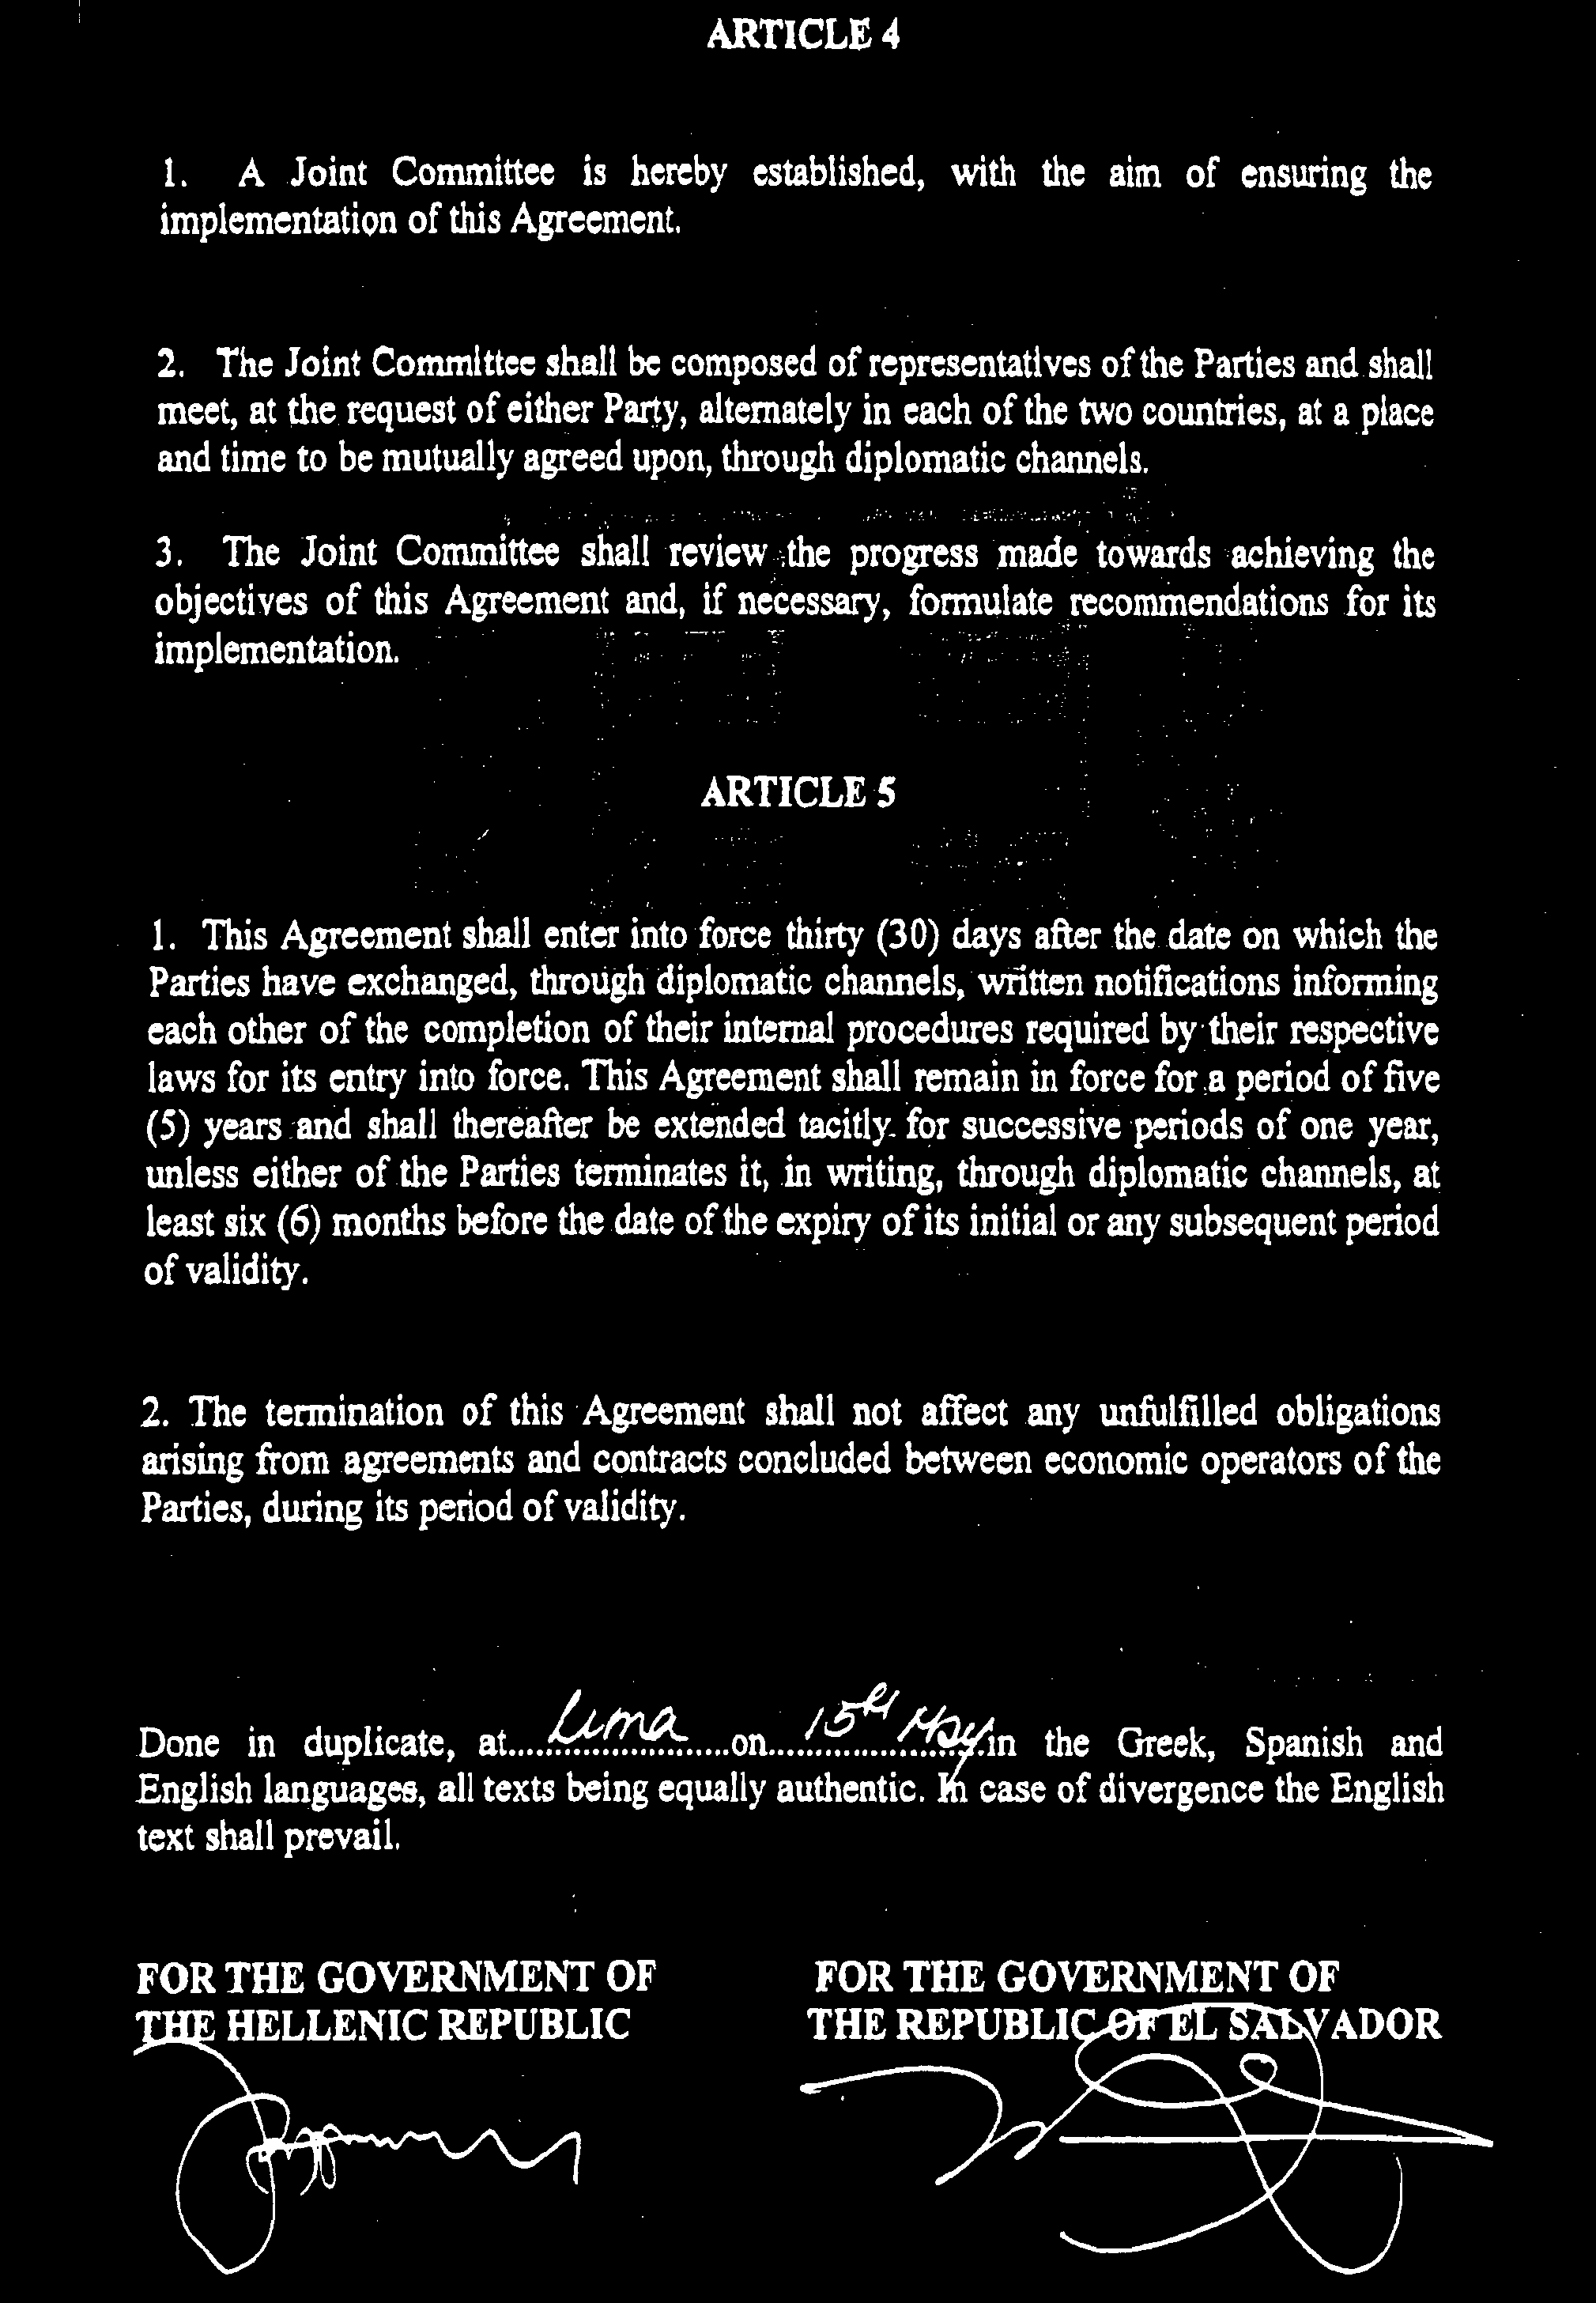 ARTICLE 4
1. A Joint Committee is hereby established, with the aim of ensuring the
implementation of this Agreement.
2. The Joint Committee shall be composed of representatives of the Parties and shall
meet, at the request of either Party, alternately in each of the two countries, at a place
and time to be mutually agreed upon, through diplomatic channels.
3. The Joint Committee shall review the progress made towards achieving the
objectives of this Agreement and, if necessary, formulate recommendations for its
implementation.
ARTICLE 5
1. This Agreement shall enter into force thirty (30) days after the date on which the
Parties have exchanged, through diplomatic channels, written notifications informing
each other of the completion of their internal procedures required by their respective
laws for its entry into force. This Agreement shall remain in force for a period of five
(5) years and shall thereafter be extended tacitly for successive periods of one year,
unless either of the Parties terminates it, in writing, through diplomatic channels, at
least six (6) months before the date of the expiry of its initial or any subsequent period
of validity.
2. The termination of this Agreement shall not affect any unfulfilled obligations
arising from agreements and contracts concluded between economic operators of the
Parties, during its period of validity.
Done in duplicate, at Lima on 15th May in the Greek, Spanish and
English languages, all texts being equally authentic. In case of divergence the English
text shall prevail.
FOR THE GOVERNMENT OF
THE HELLENIC REPUBLIC
FOR THE GOVERNMENT OF
THE REPUBLIC OF EL SALVADOR